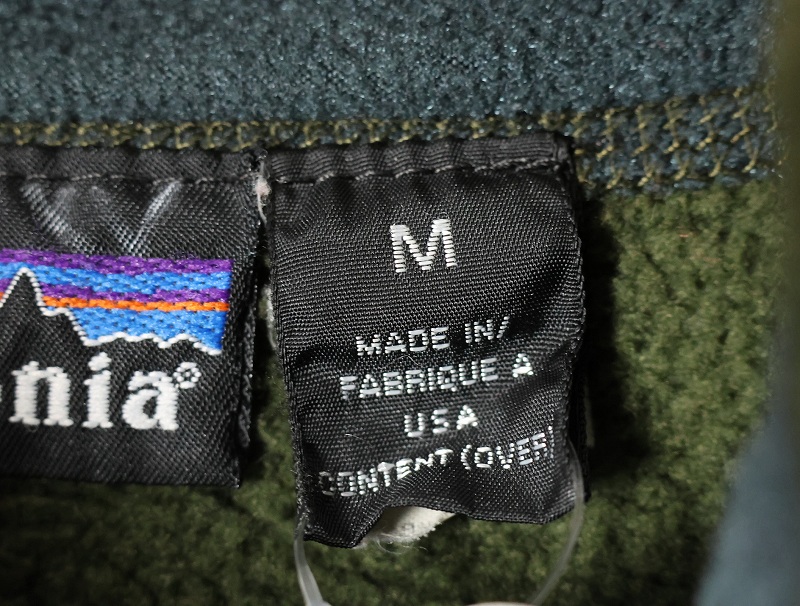 nia®
M
MADE IN/
FABRIQUE A
USA
CONTENT (OVER)